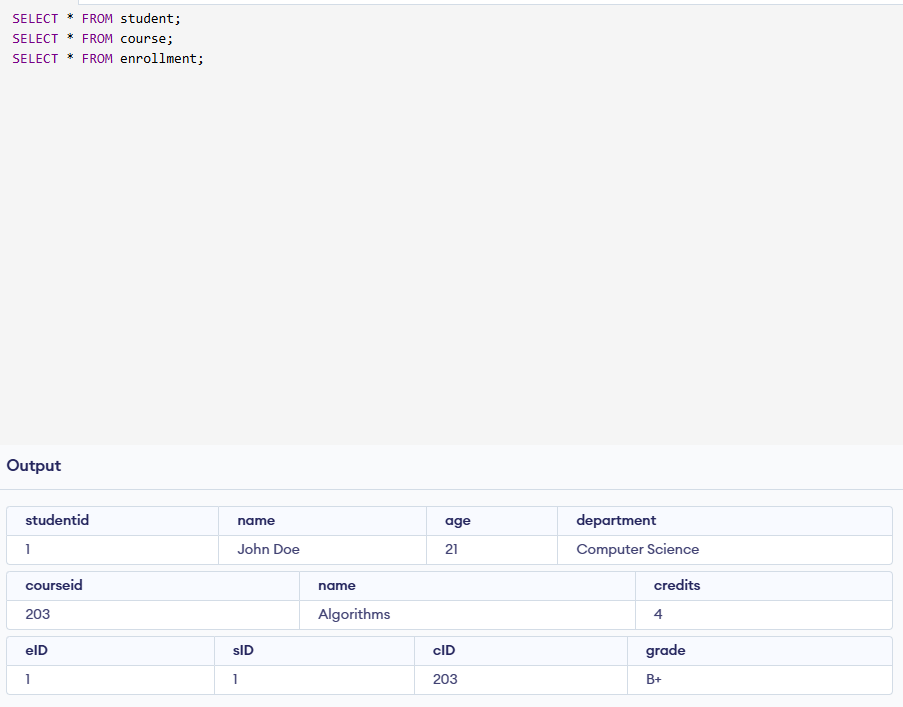 SELECT * FROM student;
SELECT * FROM course;
SELECT * FROM enrollment;
Output
studentid name age department
1 John Doe 21 Computer Science
courseid name credits
203 Algorithms 4
eID sID cID grade
1 1 203 B+